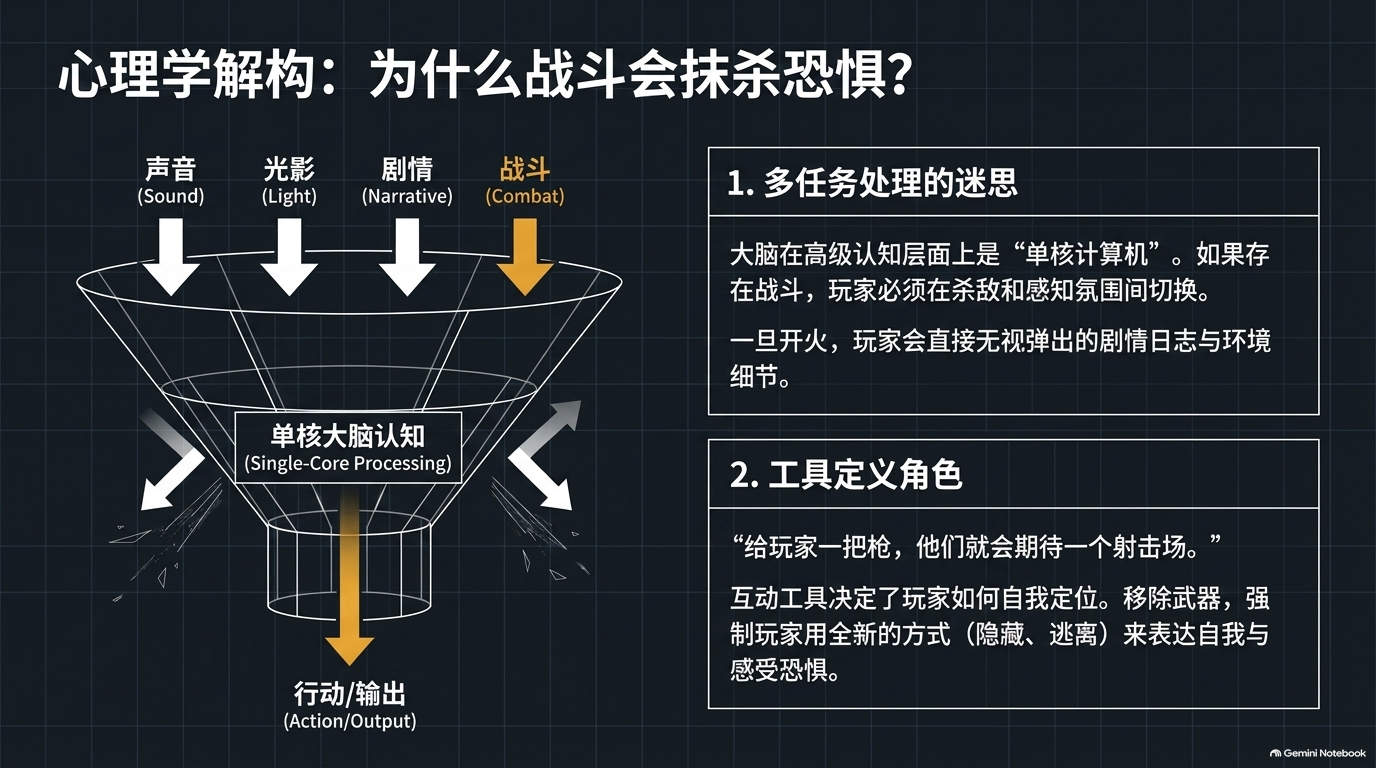 心理学解构：为什么战斗会抹杀恐惧？
声音
(Sound)
光影
(Light)
剧情
(Narrative)
战斗
(Combat)
单核大脑认知
(Single-Core Processing)
行动/输出
(Action/Output)
1. 多任务处理的迷思
大脑在高级认知层面上是“单核计算机”。如果存
在战斗，玩家必须在杀敌和感知氛围间切换。
一旦开火，玩家会直接无视弹出的剧情日志与环境
细节。
2. 工具定义角色
“给玩家一把枪，他们就会期待一个射击场。”
互动工具决定了玩家如何自我定位。移除武器，强
制玩家用全新的方式（隐藏、逃离）来表达自我与
感受恐惧。
Gemini Notebook